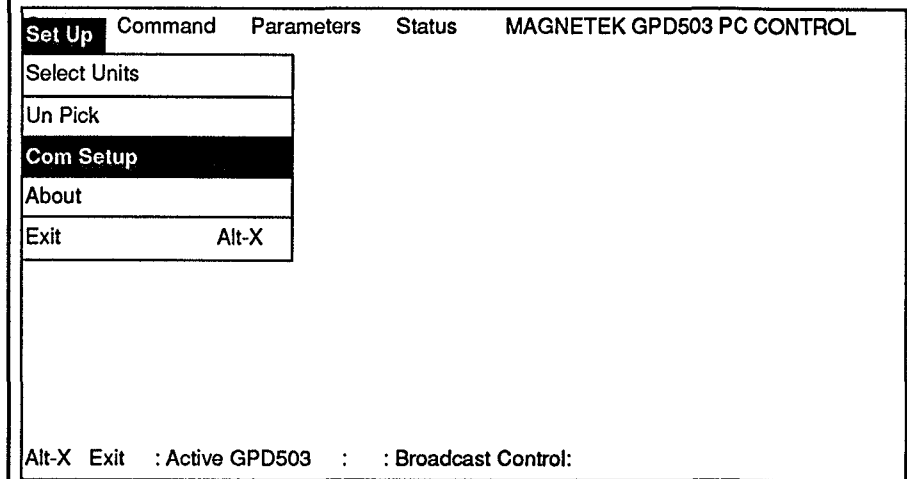 Set Up Command Parameters Status MAGNETEK GPD503 PC CONTROL
Select Units
Un Pick
Com Setup
About
Exit Alt-X
Alt-X Exit : Active GPD503 : : Broadcast Control: